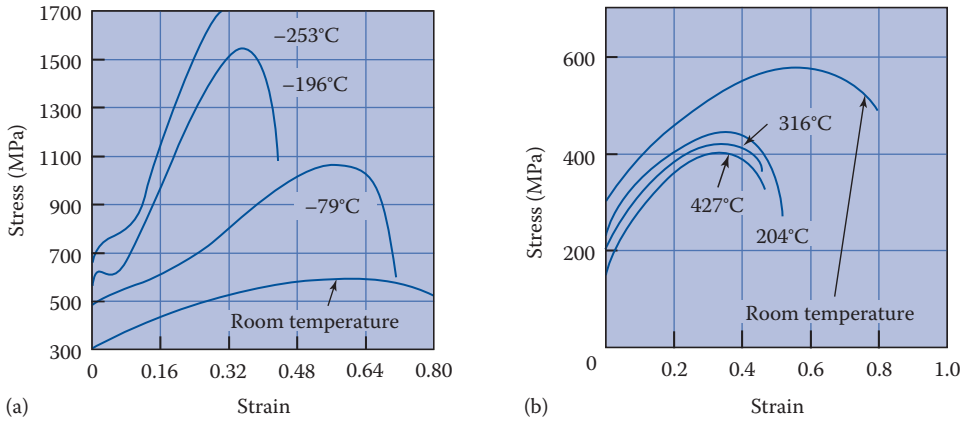 1700
1500
1300
1100
900
700
500
300
Stress (MPa)
–253°C
–196°C
–79°C
Room temperature
0 0.16 0.32 0.48 0.64 0.80
(a) Strain
600
400
200
0
Stress (MPa)
316°C
427°C
204°C
Room temperature
0 0.2 0.4 0.6 0.8 1.0
(b) Strain